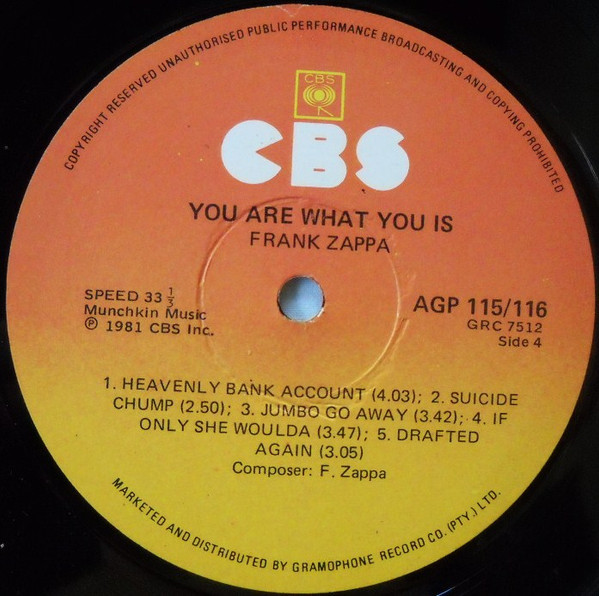 COPYRIGHT RESERVED UNAUTHORISED PUBLIC PERFORMANCE BROADCASTING AND COPYING PROHIBITED
CBS
CBS
YOU ARE WHAT YOU IS
FRANK ZAPPA
SPEED 33 1/3
Munchkin Music
℗ 1981 CBS Inc.
AGP 115/116
GRC 7512
Side 4
1. HEAVENLY BANK ACCOUNT (4.03); 2. SUICIDE
CHUMP (2.50); 3. JUMBO GO AWAY (3.42); 4. IF
ONLY SHE WOULDA (3.47); 5. DRAFTED
AGAIN (3.05)
Composer: F. Zappa
MARKETED AND DISTRIBUTED BY GRAMOPHONE RECORD CO. (PTY.) LTD.